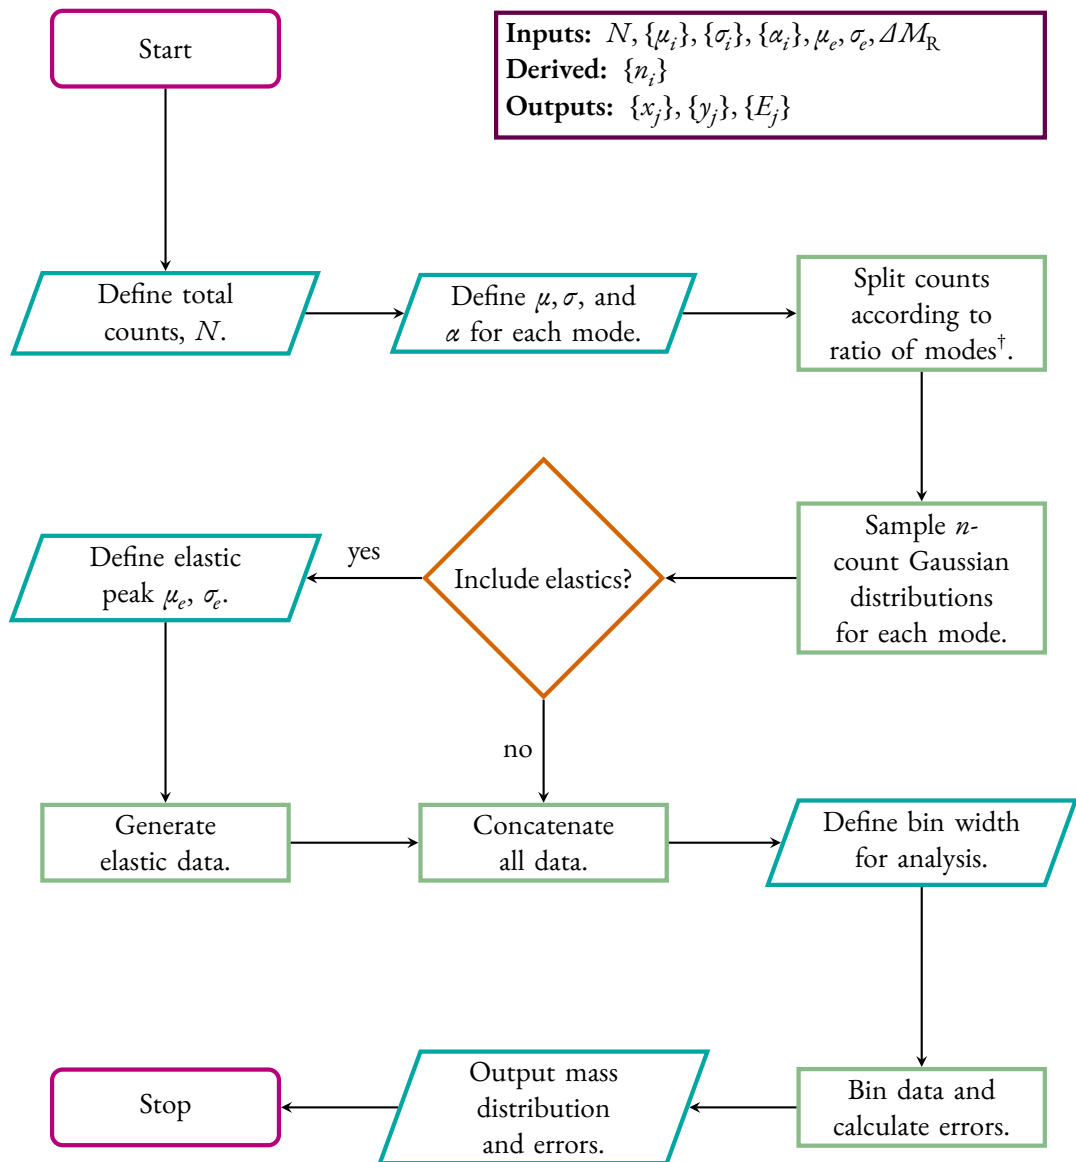 Start
Inputs: N, {μᵢ}, {σᵢ}, {αᵢ}, μₑ, σₑ, ΔM_R
Derived: {nᵢ}
Outputs: {xⱼ}, {yⱼ}, {Eⱼ}
Define total
counts, N.
Define μ, σ, and
α for each mode.
Split counts
according to
ratio of modes†.
Sample n-
count Gaussian
distributions
for each mode.
Include elastics?
yes
Define elastic
peak μₑ, σₑ.
no
Generate
elastic data.
Concatenate
all data.
Define bin width
for analysis.
Bin data and
calculate errors.
Output mass
distribution
and errors.
Stop